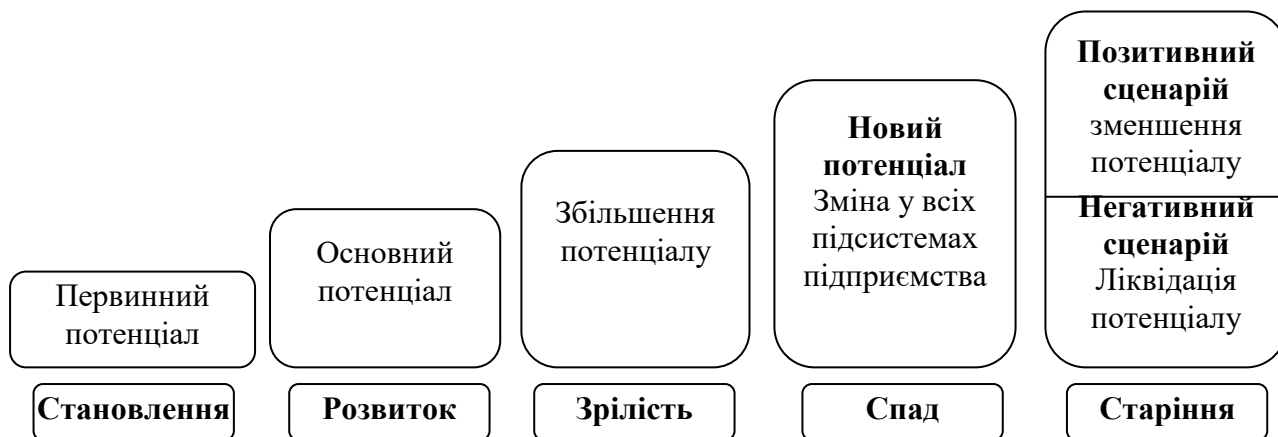 Первинний
потенціал
Основний
потенціал
Збільшення
потенціалу
Новий
потенціал
Зміна у всіх
підсистемах
підприємства
Позитивний
сценарій
зменшення
потенціалу
Негативний
сценарій
Ліквідація
потенціалу
Становлення
Розвиток
Зрілість
Спад
Старіння